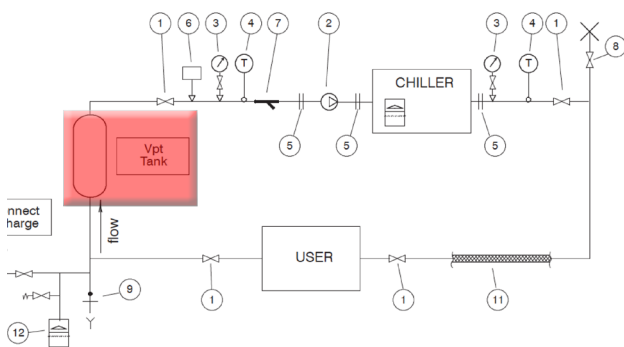 1 6 3 4 7 2 3 4 1
T T 8
CHILLER
5 5 5
Vpt
Tank
nnect
harge
flow
USER
1 1 11
9
12